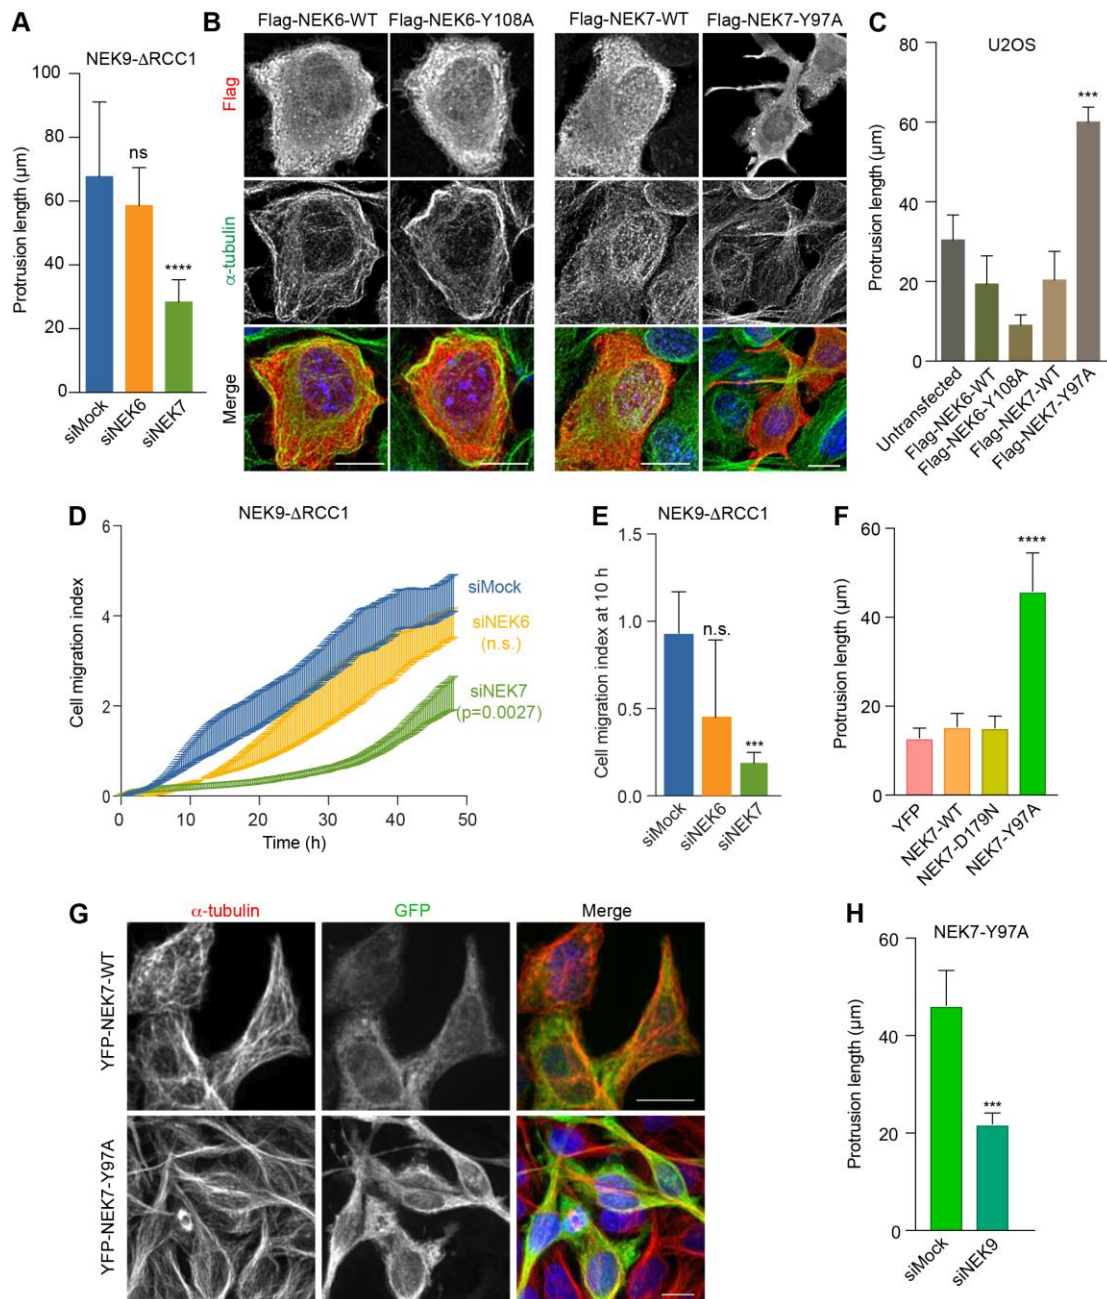 A
NEK9-ΔRCC1
Protrusion length (µm)
100
80
60
40
20
0
ns
****
siMock
siNEK6
siNEK7
B
Flag-NEK6-WT
Flag-NEK6-Y108A
Flag-NEK7-WT
Flag-NEK7-Y97A
Flag
α-tubulin
Merge
C
U2OS
Protrusion length (µm)
80
60
40
20
0
***
Untransfected
Flag-NEK6-WT
Flag-NEK6-Y108A
Flag-NEK7-WT
Flag-NEK7-Y97A
D
NEK9-ΔRCC1
Cell migration index
6
4
2
0
siMock
siNEK6
(n.s.)
siNEK7
(p=0.0027)
0 10 20 30 40 50
Time (h)
E
NEK9-ΔRCC1
Cell migration index at 10 h
1.5
1.0
0.5
0.0
n.s.
***
siMock
siNEK6
siNEK7
F
Protrusion length (µm)
60
40
20
0
****
YFP
NEK7-WT
NEK7-D179N
NEK7-Y97A
G
α-tubulin
GFP
Merge
YFP-NEK7-WT
YFP-NEK7-Y97A
H
NEK7-Y97A
Protrusion length (µm)
60
40
20
0
***
siMock
siNEK9